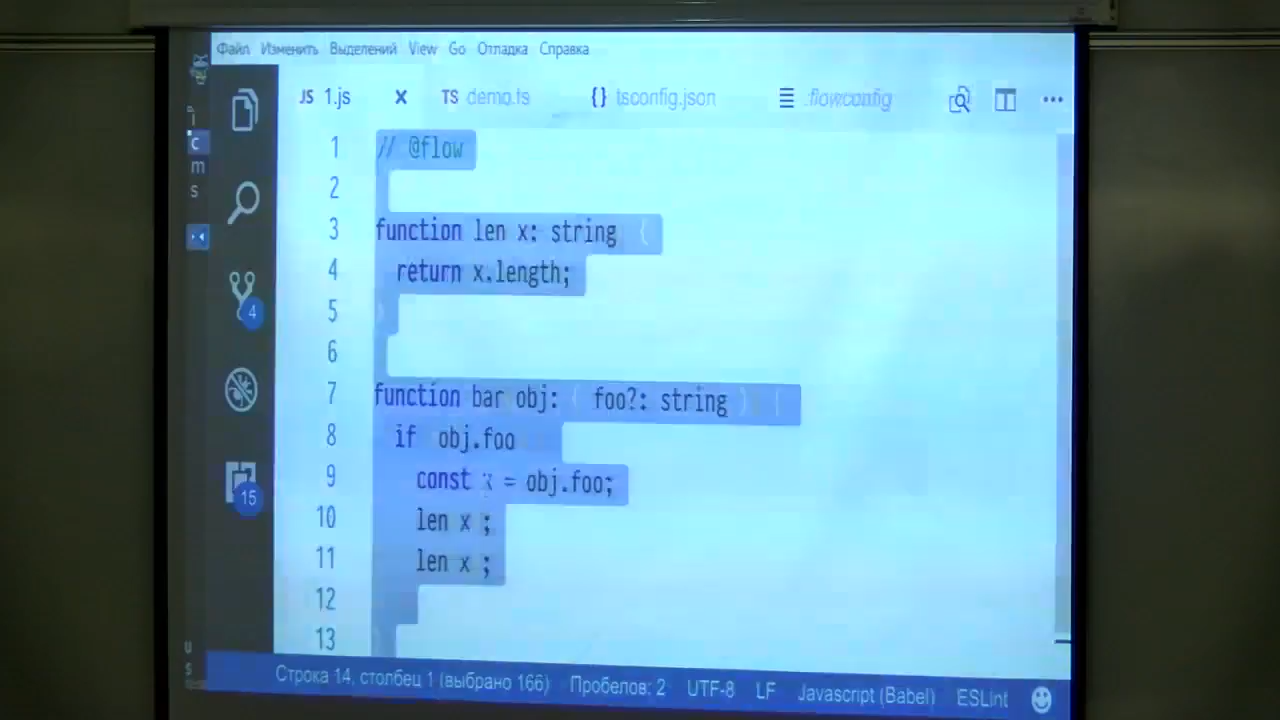 Файл Изменить Выделений View Go Отладка Справка
JS 1.js X TS demo.ts {} tsconfig.json .flowconfig ...
1 // @flow
2
3 function len x: string {
4 return x.length;
5
6
7 function bar obj: { foo?: string } {
8 if obj.foo
9 const x = obj.foo;
10 len x ;
11 len x ;
12
13
c
m
s
4
15
u
s
Строка 14, столбец 1 (выбрано 166) Пробелов: 2 UTF-8 LF Javascript (Babel) ESLint